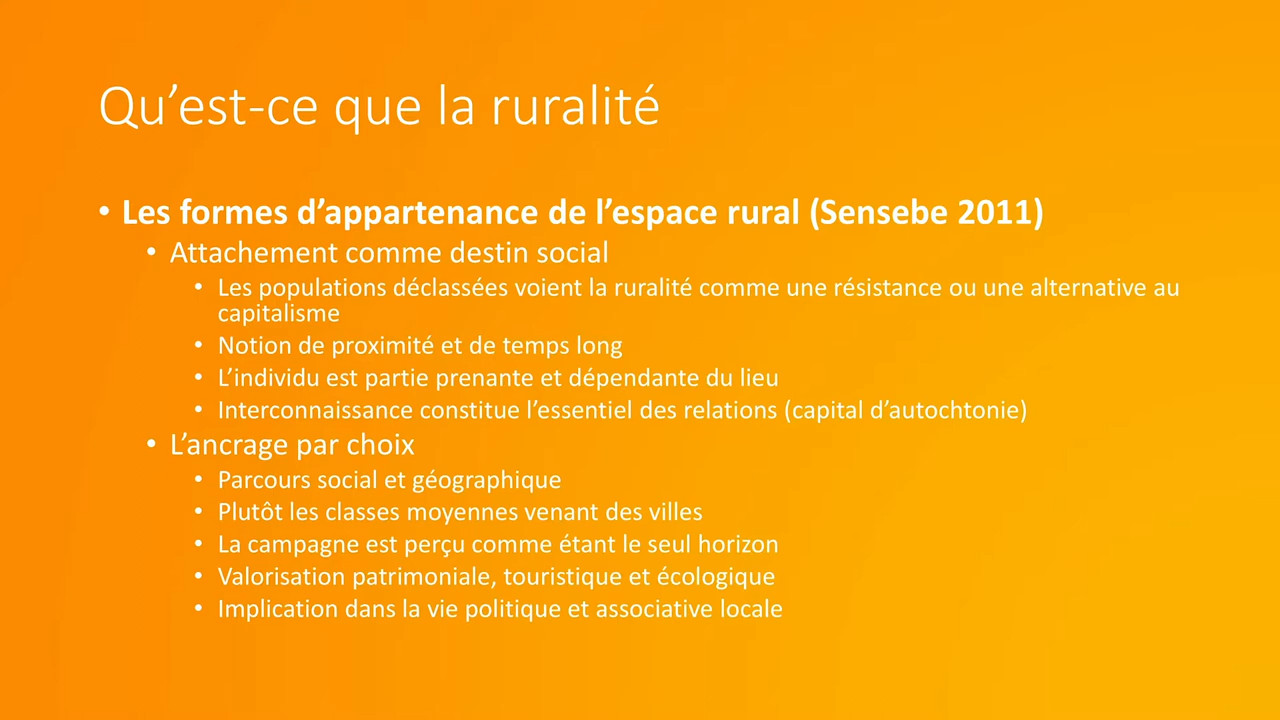 Qu’est-ce que la ruralité
• Les formes d’appartenance de l’espace rural (Sensebe 2011)
• Attachement comme destin social
• Les populations déclassées voient la ruralité comme une résistance ou une alternative au
capitalisme
• Notion de proximité et de temps long
• L’individu est partie prenante et dépendante du lieu
• Interconnaissance constitue l’essentiel des relations (capital d’autochtonie)
• L’ancrage par choix
• Parcours social et géographique
• Plutôt les classes moyennes venant des villes
• La campagne est perçu comme étant le seul horizon
• Valorisation patrimoniale, touristique et écologique
• Implication dans la vie politique et associative locale